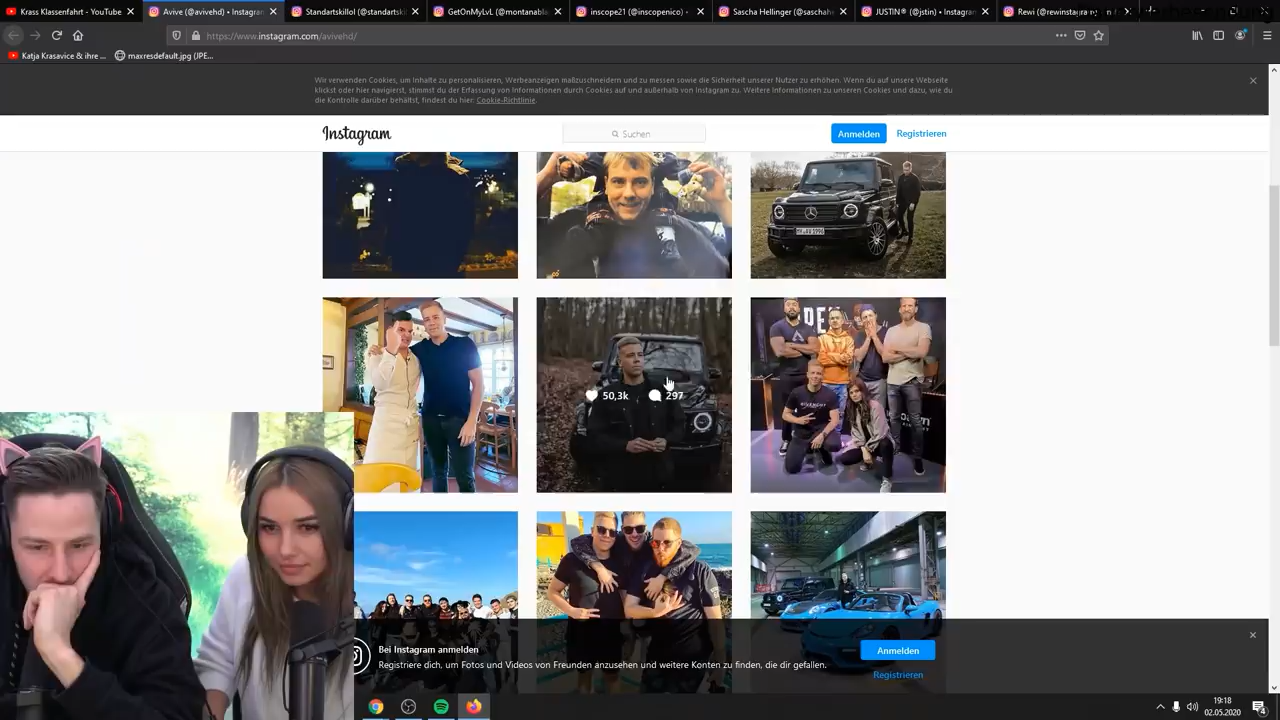 Krass Klassenfahrt - YouTube
Avive (@avivehd) • Instagram
Standartskillol (@standartski
GetOnMyLvL (@montanabla
inscope21 (@inscopenico) •
Sascha Hellinger (@saschahe
JUSTIN® (@jstin) • Instagram
Rewi (@rewinstagram)
https://www.instagram.com/avivehd/
Katja Krasavice & ihre ...
maxresdefault.jpg (JPE...
Wir verwenden Cookies, um Inhalte zu personalisieren, Werbeanzeigen maßzuschneidern und zu messen sowie die Sicherheit unserer Nutzer zu erhöhen. Wenn du auf unsere Webseite
klickst oder hier navigierst, stimmst du der Erfassung von Informationen durch Cookies auf und außerhalb von Instagram zu. Weitere Informationen zu unseren Cookies und dazu, wie du
die Kontrolle darüber behältst, findest du hier: Cookie-Richtlinie.
Instagram
Suchen
Anmelden
Registrieren
50,3k
297
Bei Instagram anmelden
Registriere dich, um Fotos und Videos von Freunden anzusehen und weitere Konten zu finden, die dir gefallen.
Anmelden
Registrieren
19:18
02.05.2020